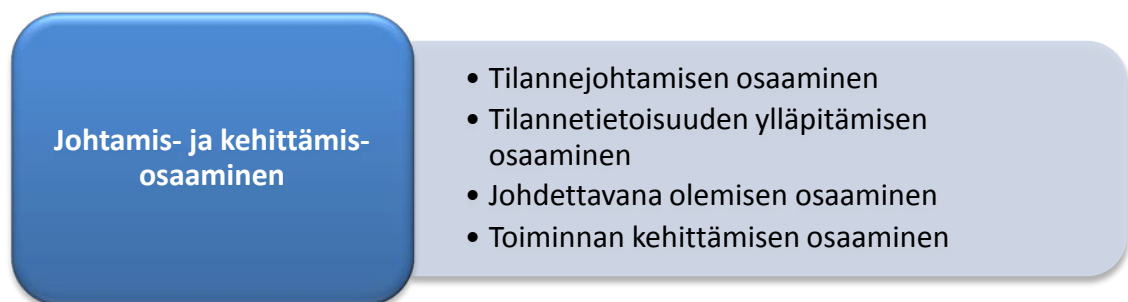 Johtamis- ja kehittämis-
osaaminen
• Tilannejohtamisen osaaminen
• Tilannetietoisuuden ylläpitämisen
osaaminen
• Johdettavana olemisen osaaminen
• Toiminnan kehittämisen osaaminen